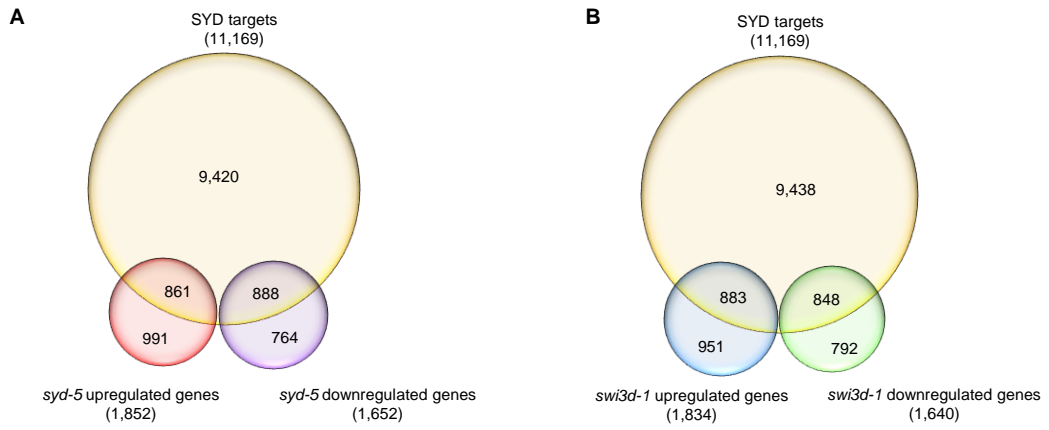 A
SYD targets
(11,169)
9,420
861
888
991
764
syd-5 upregulated genes
(1,852)
syd-5 downregulated genes
(1,652)
B
SYD targets
(11,169)
9,438
883
848
951
792
swi3d-1 upregulated genes
(1,834)
swi3d-1 downregulated genes
(1,640)